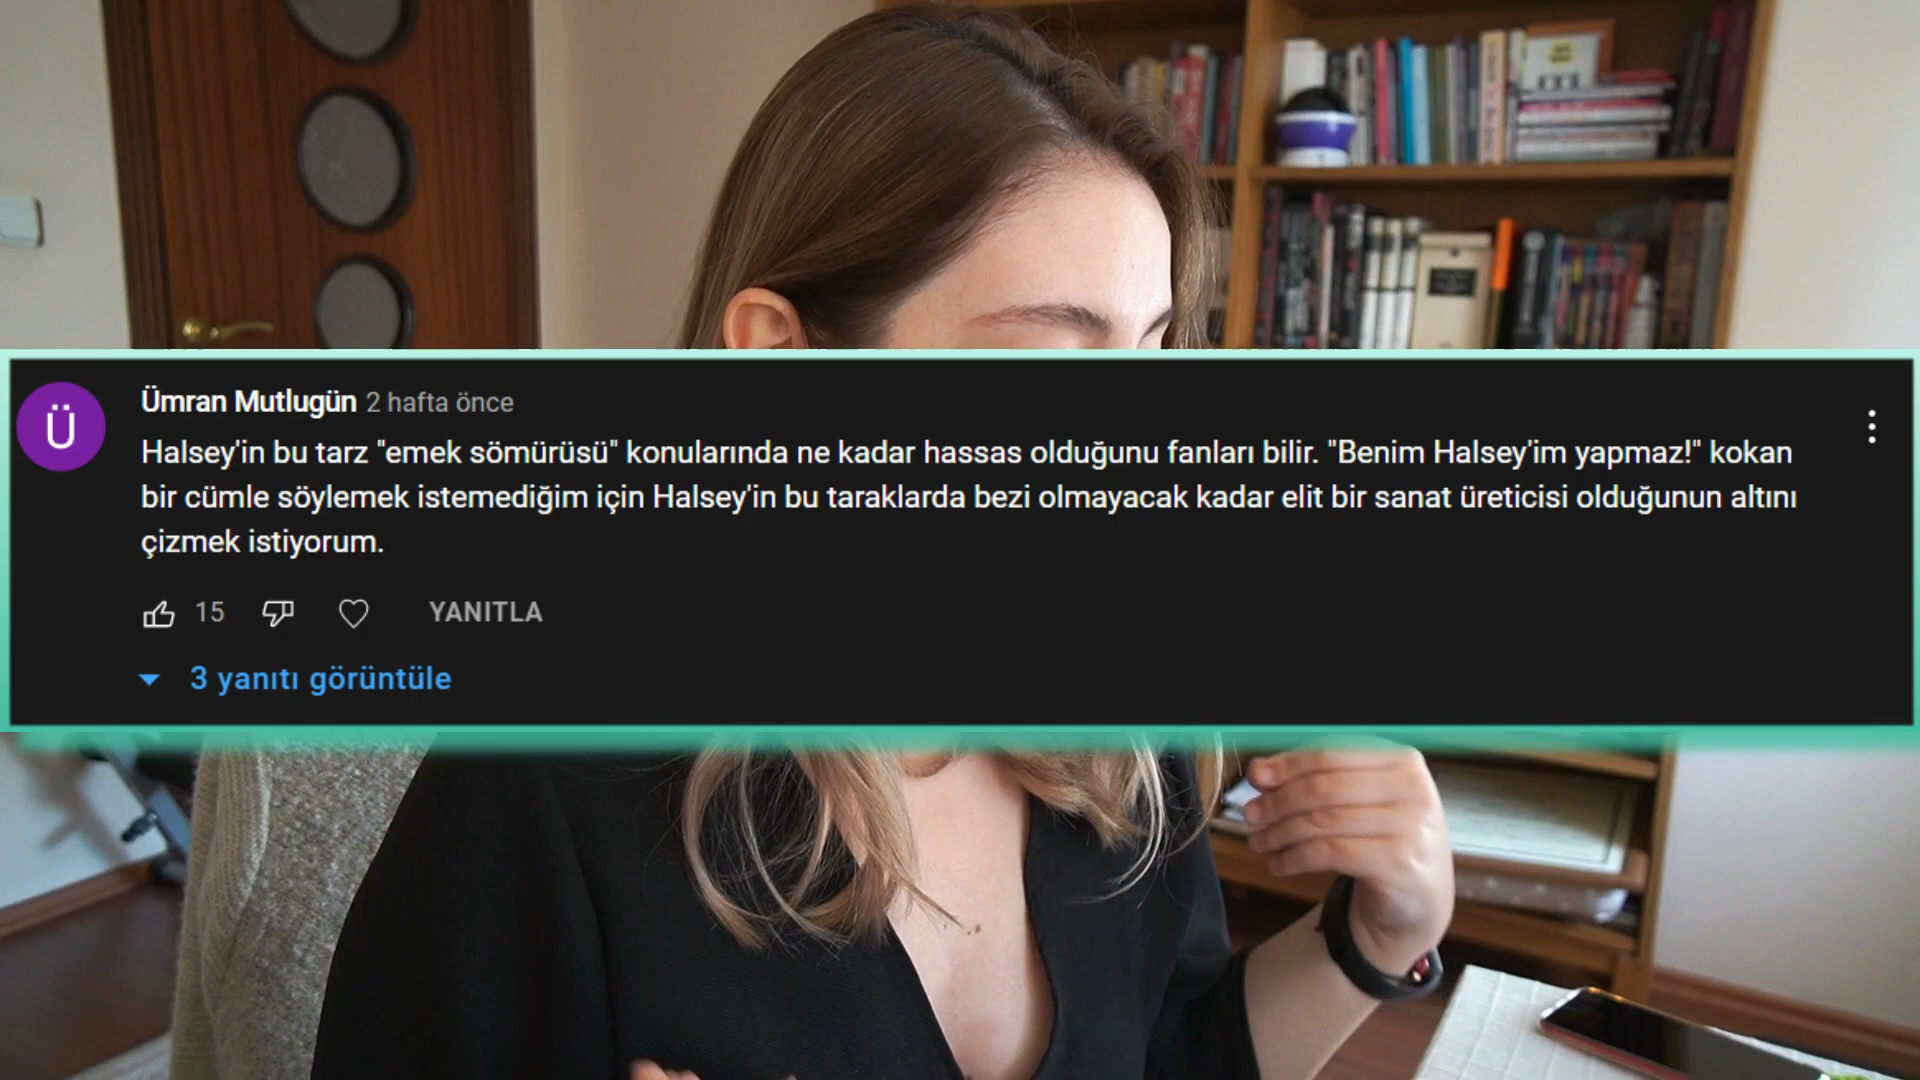 Ü
Ümran Mutlugün 2 hafta önce
Halsey'in bu tarz "emek sömürüsü" konularında ne kadar hassas olduğunu fanları bilir. "Benim Halsey'im yapmaz!" kokan
bir cümle söylemek istemediğim için Halsey'in bu taraklarda bezi olmayacak kadar elit bir sanat üreticisi olduğunun altını
çizmek istiyorum.
15 YANITLA
3 yanıtı görüntüle